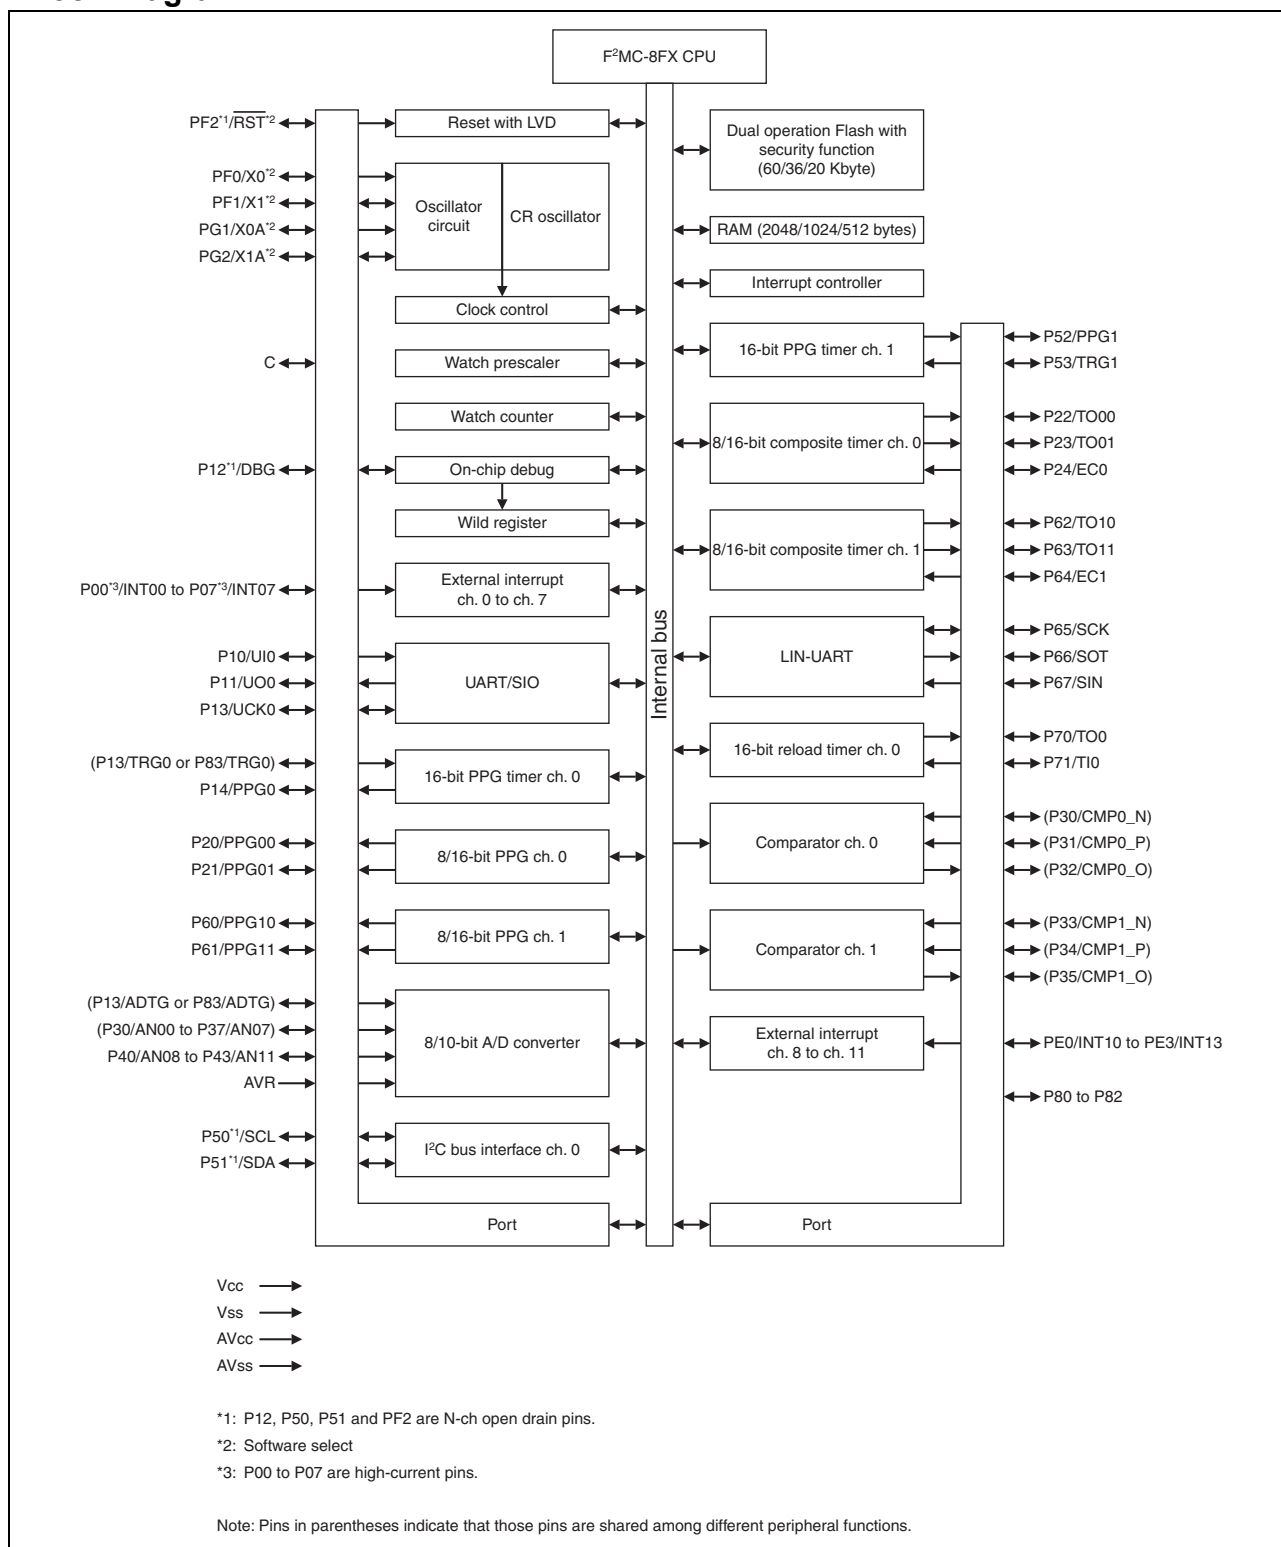 F²MC-8FX CPU
PF2*1/RST*2
Reset with LVD
Dual operation Flash with
security function
(60/36/20 Kbyte)
PF0/X0*2
PF1/X1*2
PG1/X0A*2
PG2/X1A*2
Oscillator
circuit
CR oscillator
RAM (2048/1024/512 bytes)
Interrupt controller
Clock control
C
Watch prescaler
16-bit PPG timer ch. 1
P52/PPG1
P53/TRG1
Watch counter
8/16-bit composite timer ch. 0
P22/TO00
P23/TO01
P24/EC0
P12*1/DBG
On-chip debug
Wild register
8/16-bit composite timer ch. 1
P62/TO10
P63/TO11
P64/EC1
P00*3/INT00 to P07*3/INT07
External interrupt
ch. 0 to ch. 7
Internal bus
P10/UI0
P11/UO0
P13/UCK0
UART/SIO
LIN-UART
P65/SCK
P66/SOT
P67/SIN
(P13/TRG0 or P83/TRG0)
P14/PPG0
16-bit PPG timer ch. 0
16-bit reload timer ch. 0
P70/TO0
P71/TI0
P20/PPG00
P21/PPG01
8/16-bit PPG ch. 0
Comparator ch. 0
(P30/CMP0_N)
(P31/CMP0_P)
(P32/CMP0_O)
P60/PPG10
P61/PPG11
8/16-bit PPG ch. 1
Comparator ch. 1
(P33/CMP1_N)
(P34/CMP1_P)
(P35/CMP1_O)
(P13/ADTG or P83/ADTG)
(P30/AN00 to P37/AN07)
P40/AN08 to P43/AN11
AVR
8/10-bit A/D converter
External interrupt
ch. 8 to ch. 11
PE0/INT10 to PE3/INT13
P80 to P82
P50*1/SCL
P51*1/SDA
I²C bus interface ch. 0
Port
Port
Vcc
Vss
AVcc
AVss
*1: P12, P50, P51 and PF2 are N-ch open drain pins.
*2: Software select
*3: P00 to P07 are high-current pins.
Note: Pins in parentheses indicate that those pins are shared among different peripheral functions.